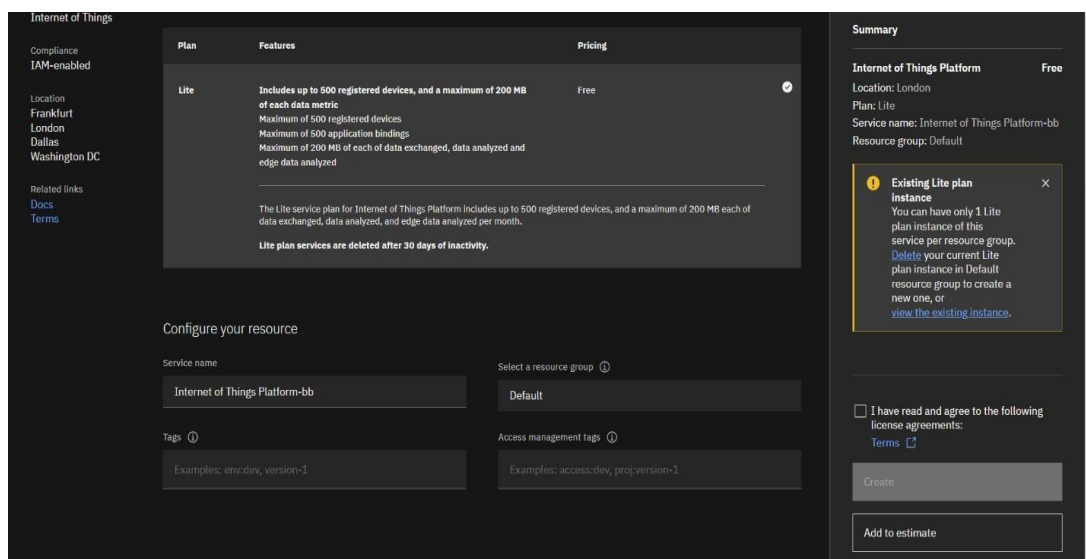 Internet of Things
Compliance
IAM-enabled
Location
Frankfurt
London
Dallas
Washington DC
Related links
Docs
Terms
Plan Features Pricing
Lite Includes up to 500 registered devices, and a maximum of 200 MB Free
of each data metric
Maximum of 500 registered devices
Maximum of 500 application bindings
Maximum of 200 MB of each of data exchanged, data analyzed and
edge data analyzed
The Lite service plan for Internet of Things Platform includes up to 500 registered devices, and a maximum of 200 MB each of
data exchanged, data analyzed, and edge data analyzed per month.
Lite plan services are deleted after 30 days of inactivity.
Configure your resource
Service name
Internet of Things Platform-bb
Select a resource group
Default
Tags
Examples: env:dev, version-1
Access management tags
Examples: access:dev, proj:version-1
Summary
Internet of Things Platform Free
Location: London
Plan: Lite
Service name: Internet of Things Platform-bb
Resource group: Default
Existing Lite plan
instance
You can have only 1 Lite
plan instance of this
service per resource group.
Delete your current Lite
plan instance in Default
resource group to create a
new one, or
view the existing instance.
I have read and agree to the following
license agreements:
Terms
Create
Add to estimate